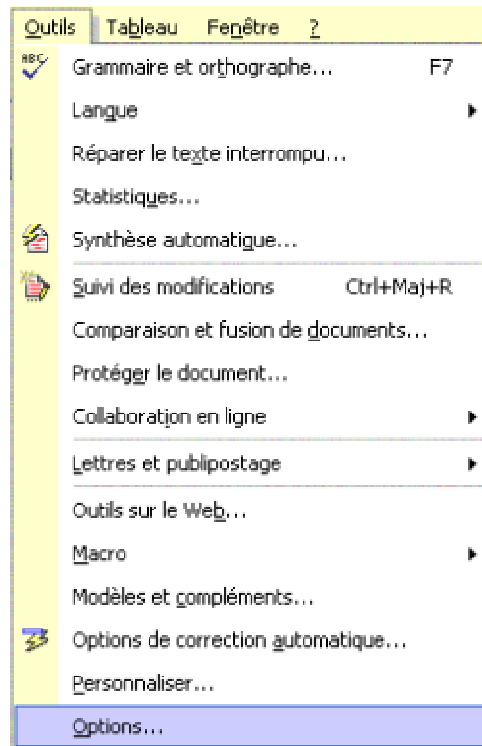 Outils Tableau Fenêtre ?
ABC Grammaire et orthographe... F7
Langue
Réparer le texte interrompu...
Statistiques...
Synthèse automatique...
Suivi des modifications Ctrl+Maj+R
Comparaison et fusion de documents...
Protéger le document...
Collaboration en ligne
Lettres et publipostage
Outils sur le Web...
Macro
Modèles et compléments...
Options de correction automatique...
Personnaliser...
Options...